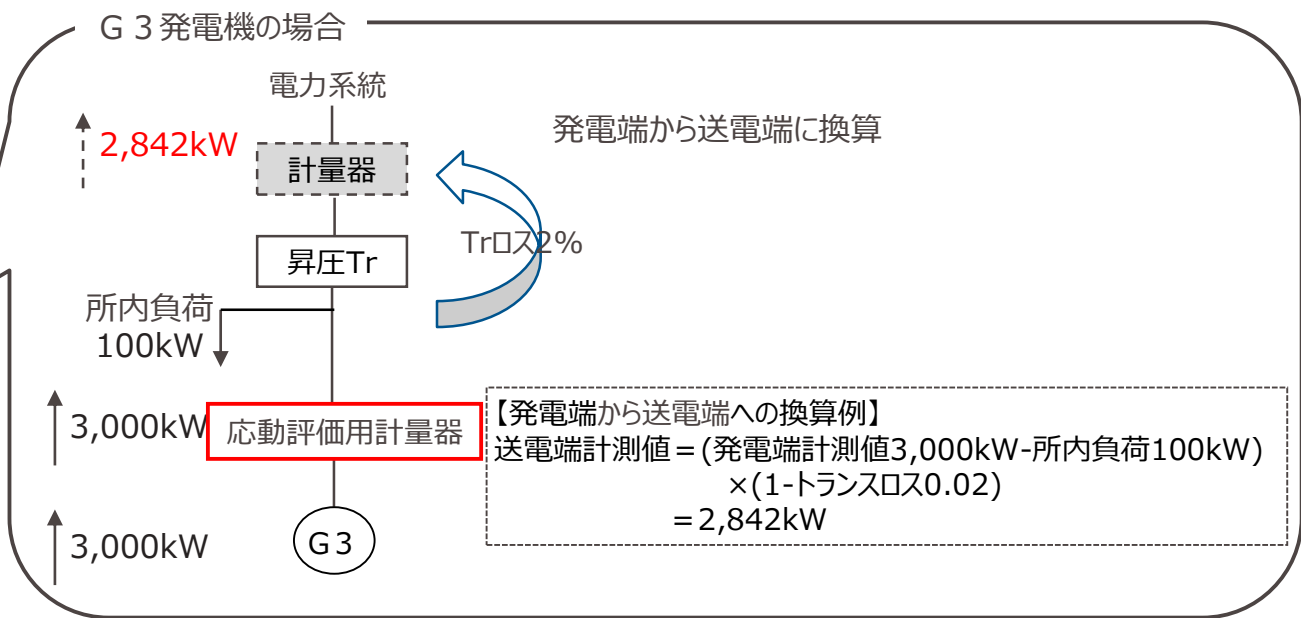 G３発電機の場合
電力系統
発電端から送電端に換算
2,842kW
計量器
Trロス2%
昇圧Tr
所内負荷
100kW
3,000kW
応動評価用計量器
【発電端から送電端への換算例】
送電端計測値＝(発電端計測値3,000kW-所内負荷100kW)
×(1-トランスロス0.02)
＝2,842kW
3,000kW
G3